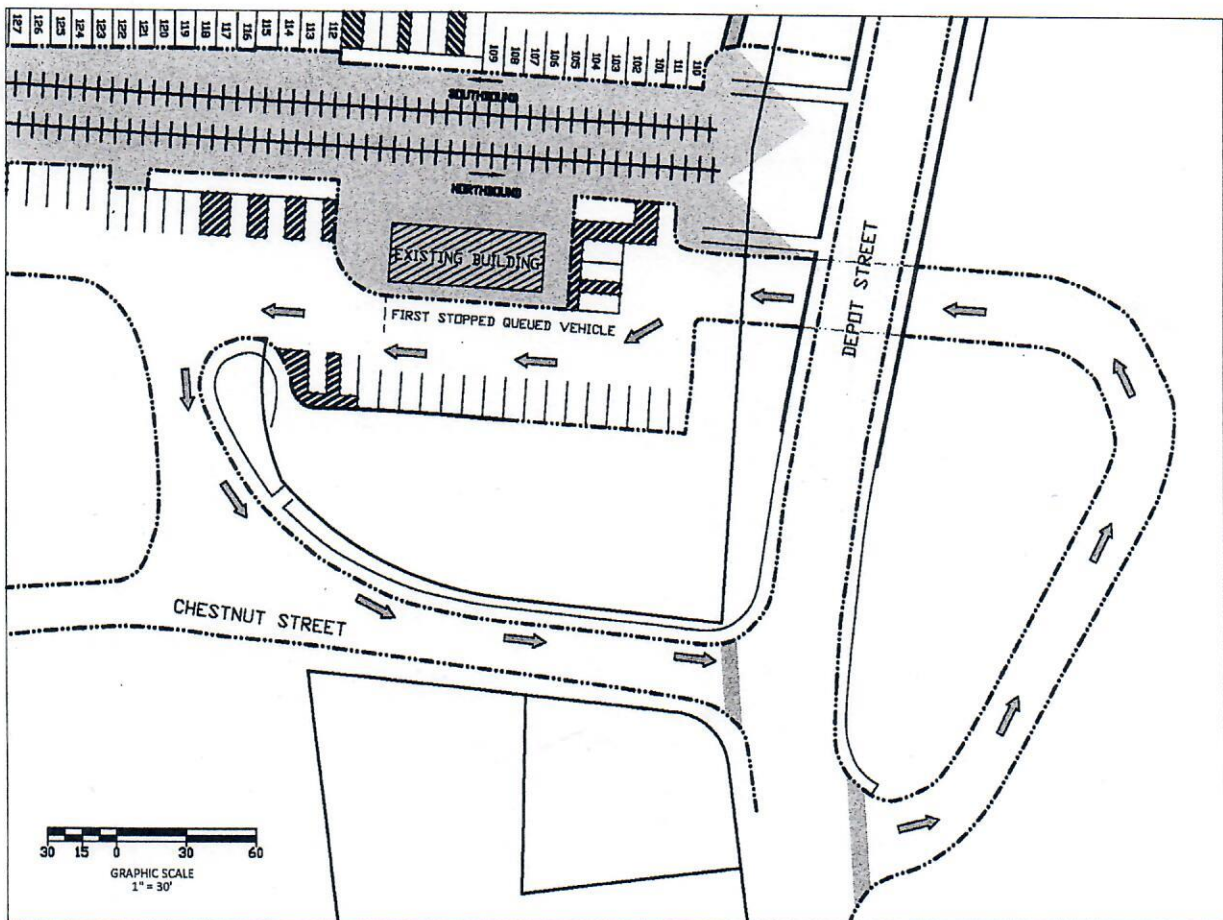 127 126 125 124 123 122 121 120 119 118 117 116 115 114 113 112
109 108 107 106 105 104 103 102 101 111 110
SOUTHBOUND
NORTHBOUND
EXISTING BUILDING
FIRST STOPPED QUEUED VEHICLE
DEPOT STREET
CHESTNUT STREET
30 15 0 30 60
GRAPHIC SCALE
1" = 30'